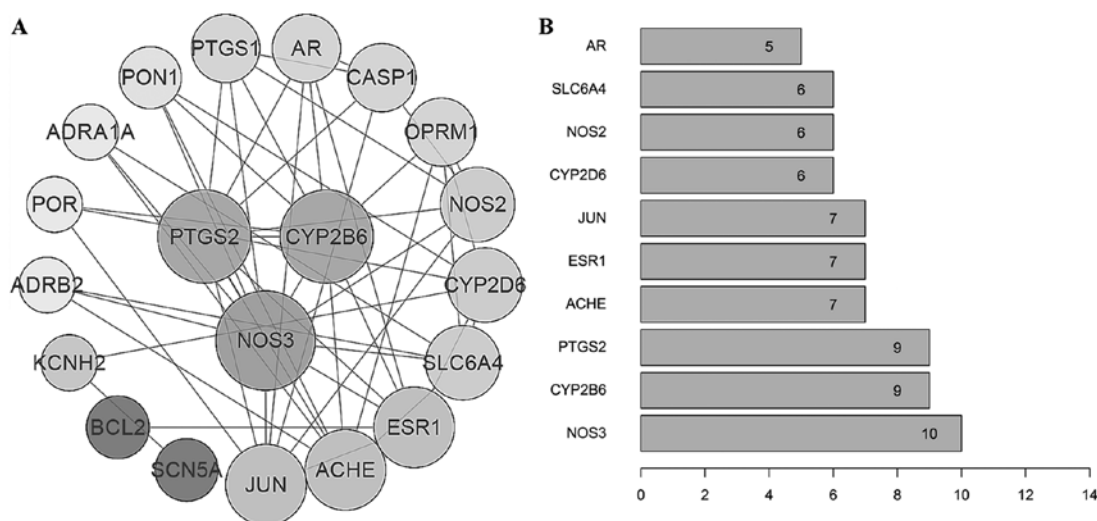 A
PTGS1
AR
PON1
CASP1
ADRA1A
OPRM1
POR
NOS2
PTGS2
CYP2B6
ADRB2
CYP2D6
NOS3
KCNH2
SLC6A4
BCL2
ESR1
SCN5A
JUN
ACHE
B
AR 5
SLC6A4 6
NOS2 6
CYP2D6 6
JUN 7
ESR1 7
ACHE 7
PTGS2 9
CYP2B6 9
NOS3 10
0 2 4 6 8 10 12 14